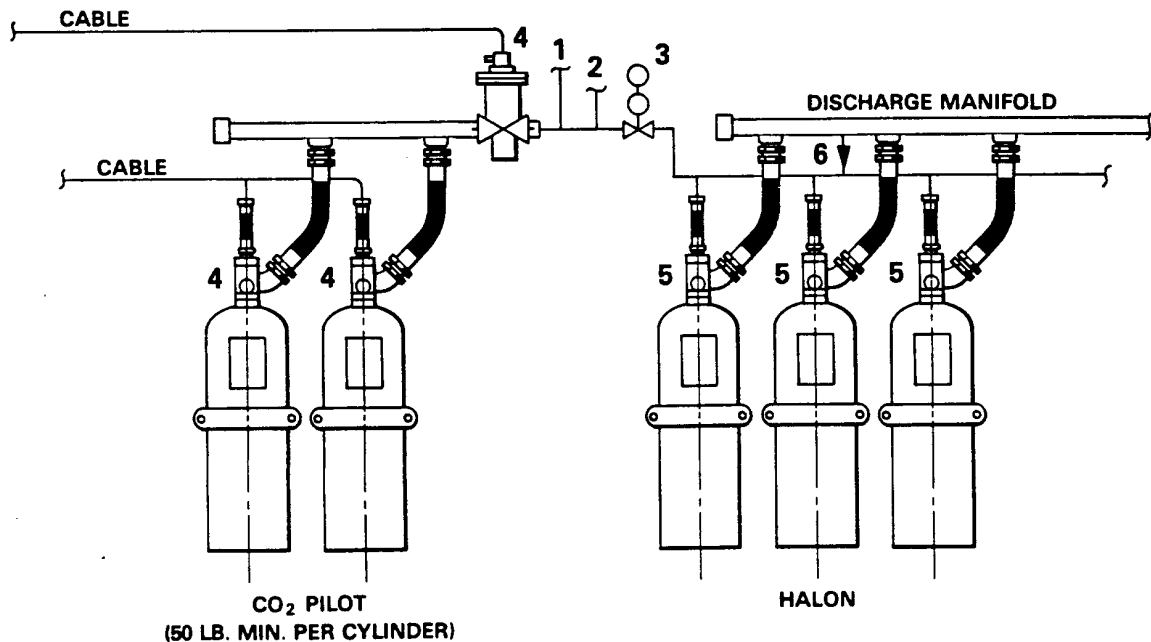 CABLE
4
1
2
3
DISCHARGE MANIFOLD
6
CABLE
4
4
5
5
5
CO₂ PILOT
(50 LB. MIN. PER CYLINDER)
HALON